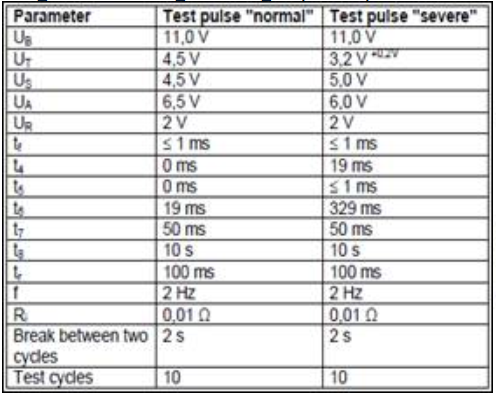 Parameter Test pulse "normal" Test pulse "severe"
U_B 11,0 V 11,0 V
U_T 4,5 V 3,2 V +0,2V
U_S 4,5 V 5,0 V
U_A 6,5 V 6,0 V
U_R 2 V 2 V
t_f ≤ 1 ms ≤ 1 ms
t_4 0 ms 19 ms
t_5 0 ms ≤ 1 ms
t_6 19 ms 329 ms
t_7 50 ms 50 ms
t_8 10 s 10 s
t_r 100 ms 100 ms
f 2 Hz 2 Hz
R_i 0,01 Ω 0,01 Ω
Break between two 2 s 2 s
cycles
Test cycles 10 10